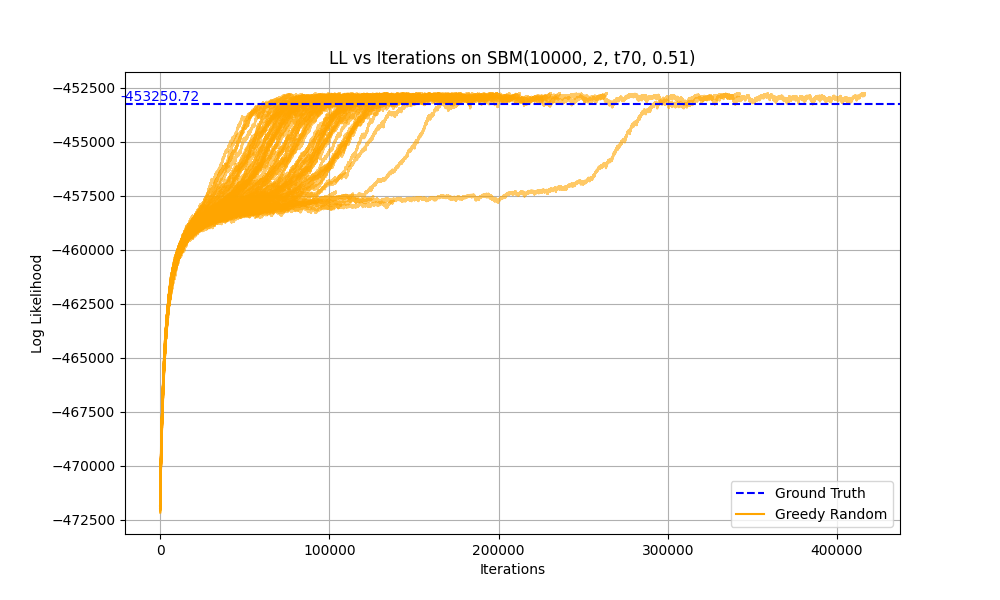 LL vs Iterations on SBM(10000, 2, t70, 0.51)
−452500
-453250.72
−455000
−457500
−460000
−462500
−465000
−467500
−470000
−472500
Log Likelihood
Ground Truth
Greedy Random
0 100000 200000 300000 400000
Iterations